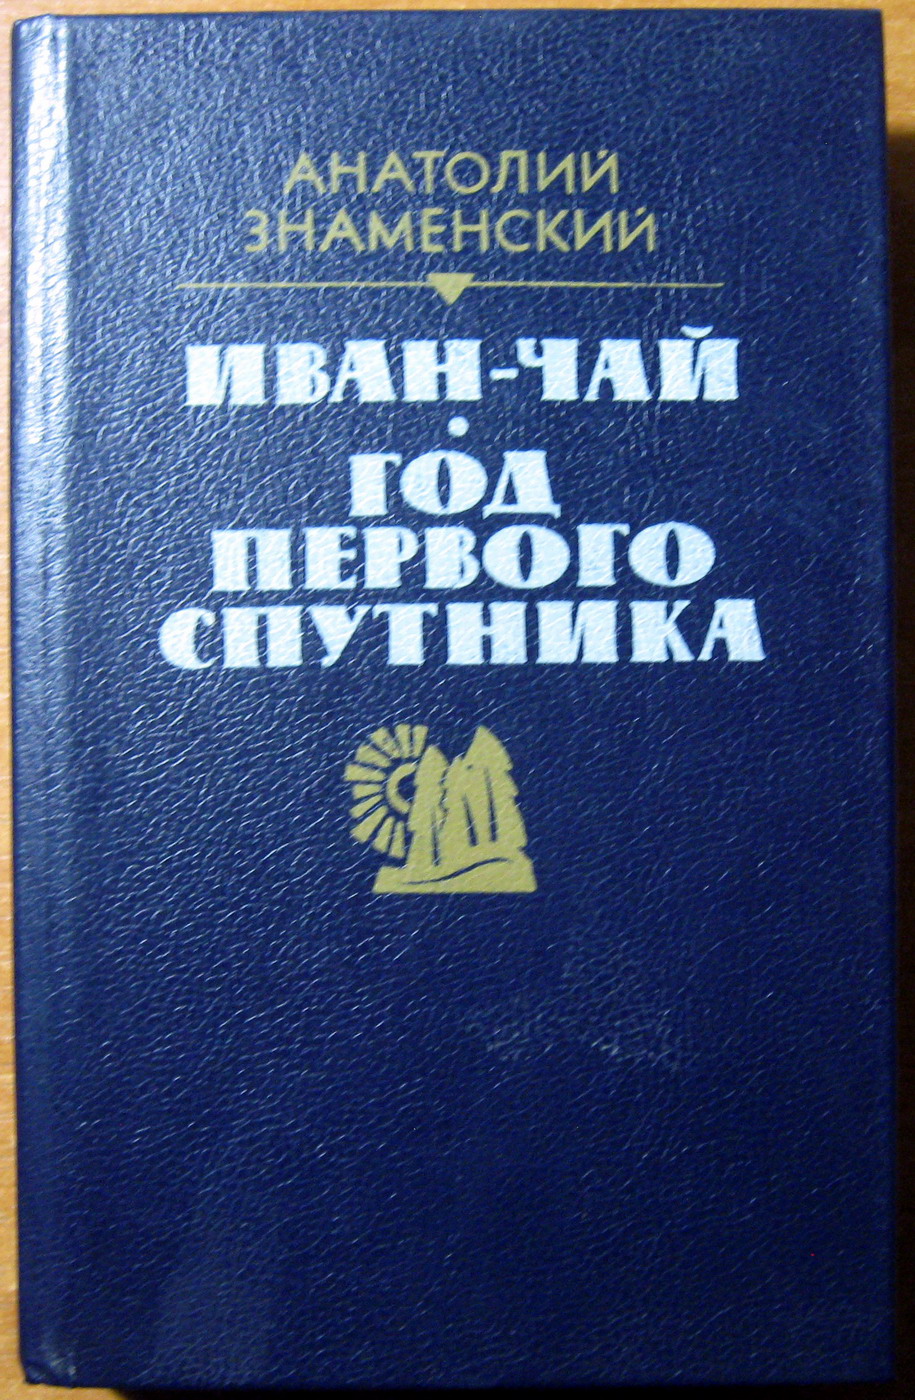 АНАТОЛИЙ
ЗНАМЕНСКИЙ
ИВАН-ЧАЙ
•
ГОД
ПЕРВОГО
СПУТНИКА